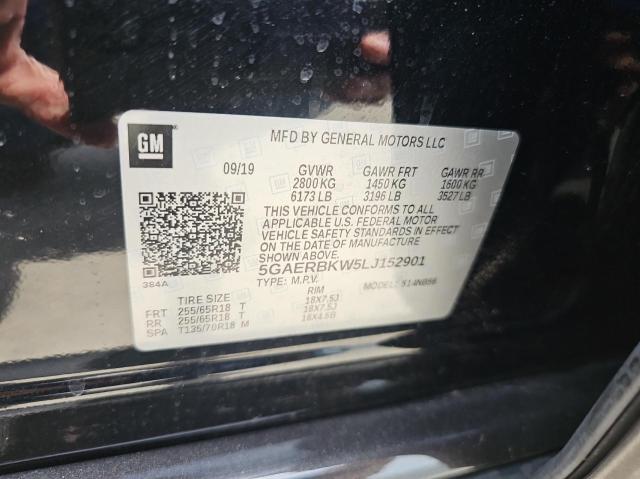 GM
MFD BY GENERAL MOTORS LLC
09/19 GVWR GAWR FRT GAWR RR
2800 KG 1450 KG 1600 KG
6173 LB 3196 LB 3527 LB
THIS VEHICLE CONFORMS TO ALL
APPLICABLE U.S. FEDERAL MOTOR
VEHICLE SAFETY STANDARDS IN EFFECT
ON THE DATE OF MANUFACTURE
SHOWN ABOVE.
5GAERBKW5LJ152901
384A
TYPE: M.P.V. MODEL: 514NB56
TIRE SIZE RIM
FRT 255/65R18 T 18X7.5J
RR 255/65R18 T 18X7.5J
SPA T135/70R18 M 18X4.5B